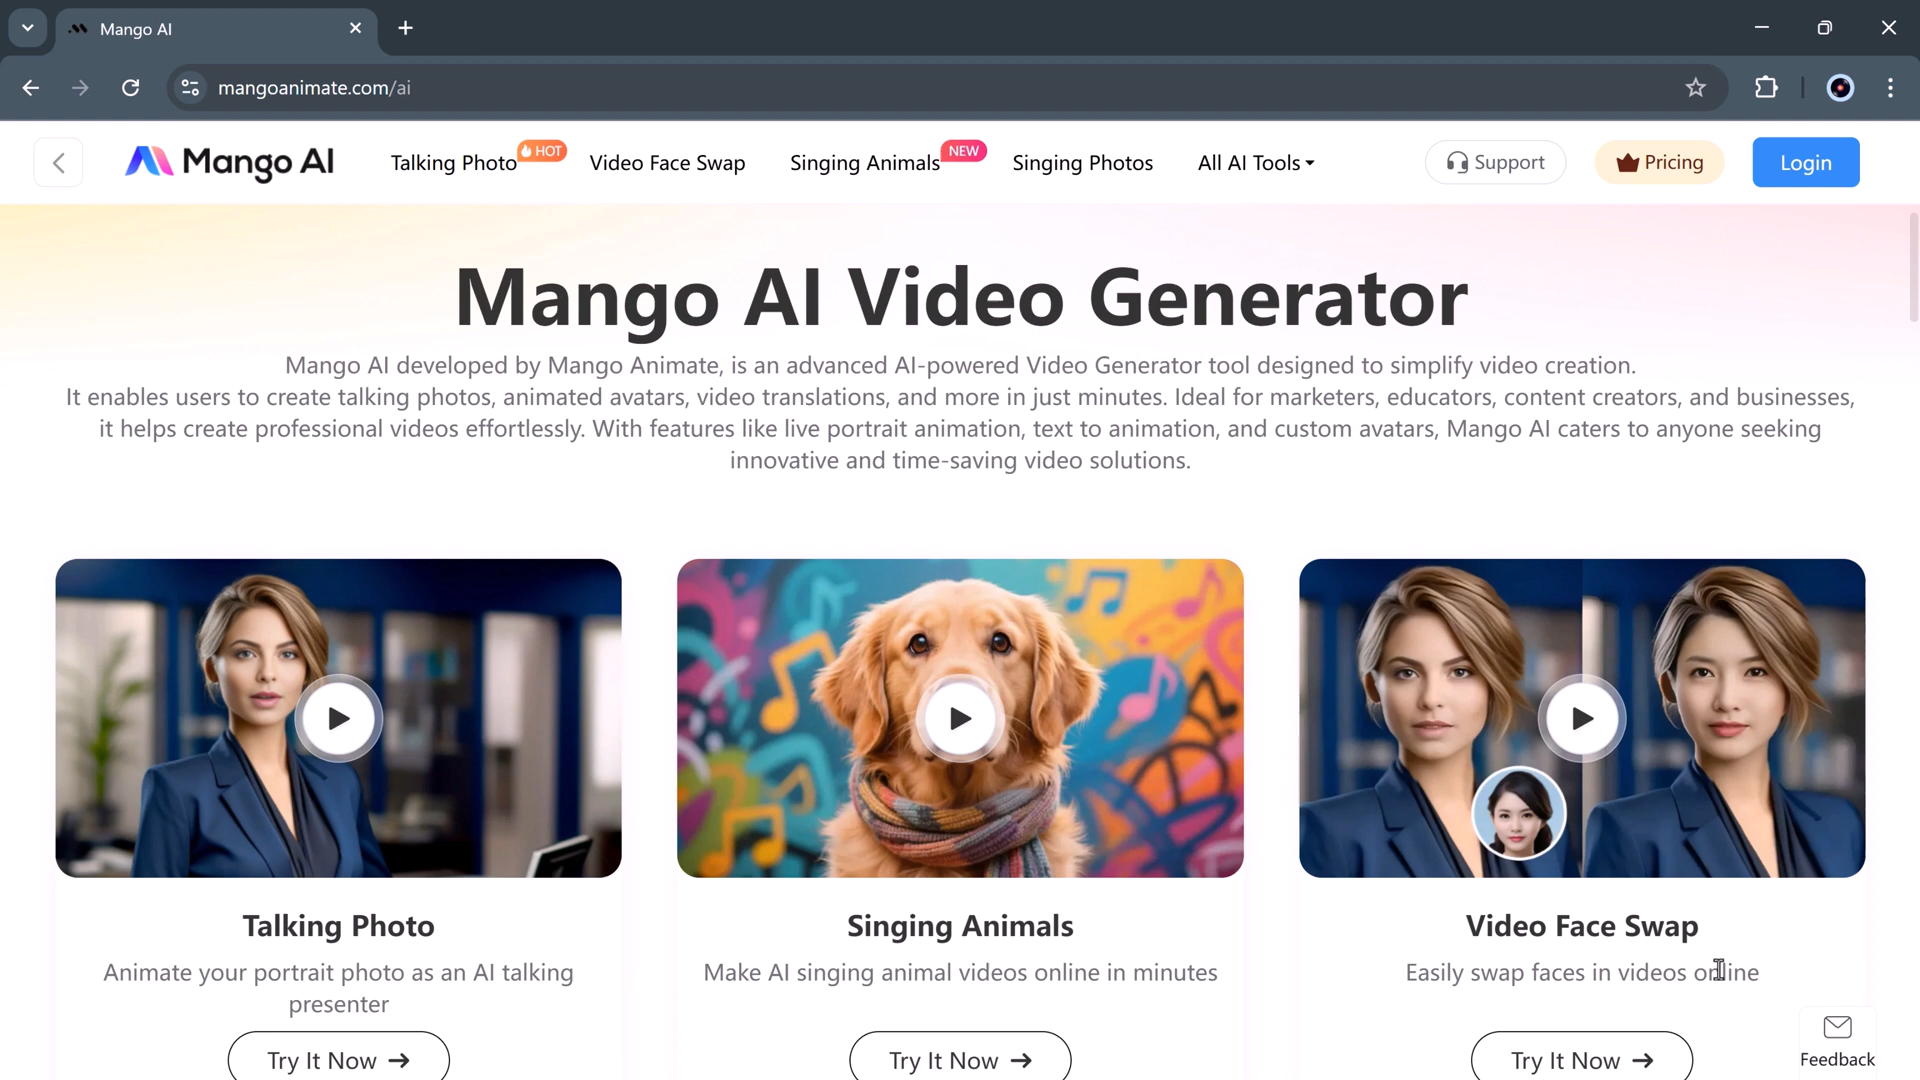 Mango AI
mangoanimate.com/ai
Mango AI
Talking Photo
HOT
Video Face Swap
Singing Animals
NEW
Singing Photos
All AI Tools
Support
Pricing
Login
Mango AI Video Generator
Mango AI developed by Mango Animate, is an advanced AI-powered Video Generator tool designed to simplify video creation.
It enables users to create talking photos, animated avatars, video translations, and more in just minutes. Ideal for marketers, educators, content creators, and businesses,
it helps create professional videos effortlessly. With features like live portrait animation, text to animation, and custom avatars, Mango AI caters to anyone seeking
innovative and time-saving video solutions.
Talking Photo
Animate your portrait photo as an AI talking
presenter
Try It Now
Singing Animals
Make AI singing animal videos online in minutes
Try It Now
Video Face Swap
Easily swap faces in videos online
Try It Now
Feedback